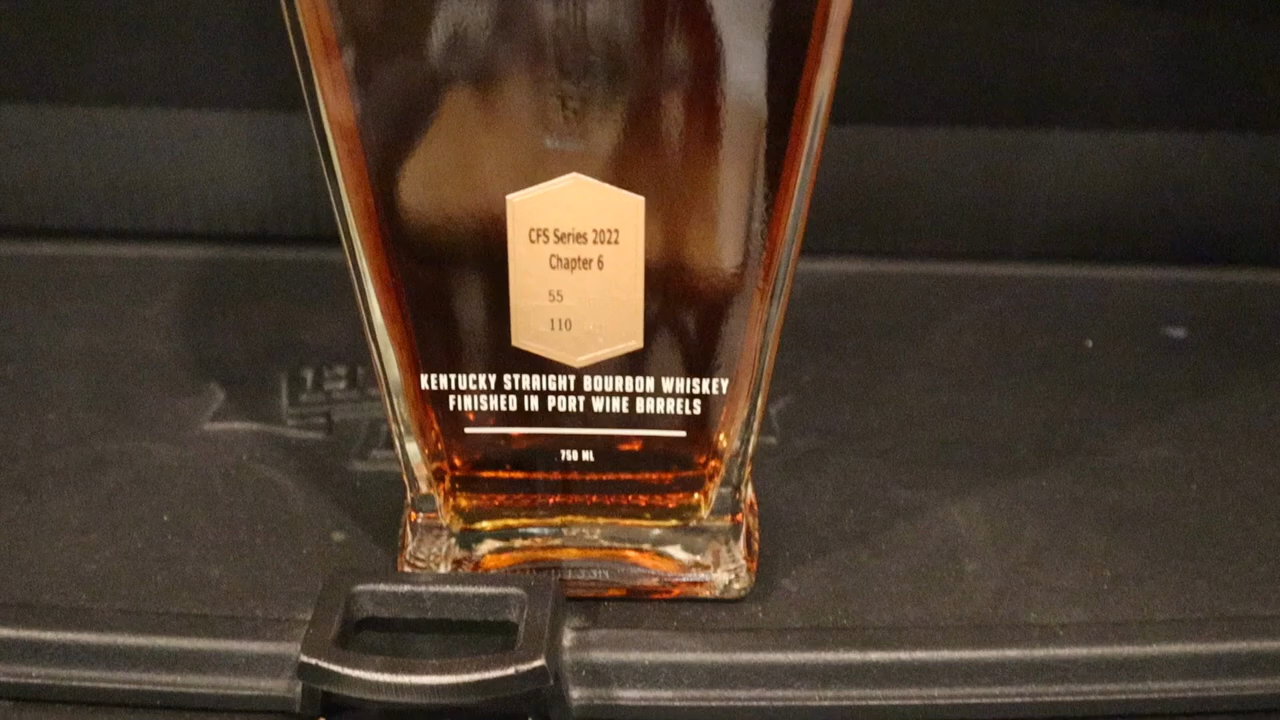 CFS Series 2022
Chapter 6
55
110
KENTUCKY STRAIGHT BOURBON WHISKEY
FINISHED IN PORT WINE BARRELS
750 ML